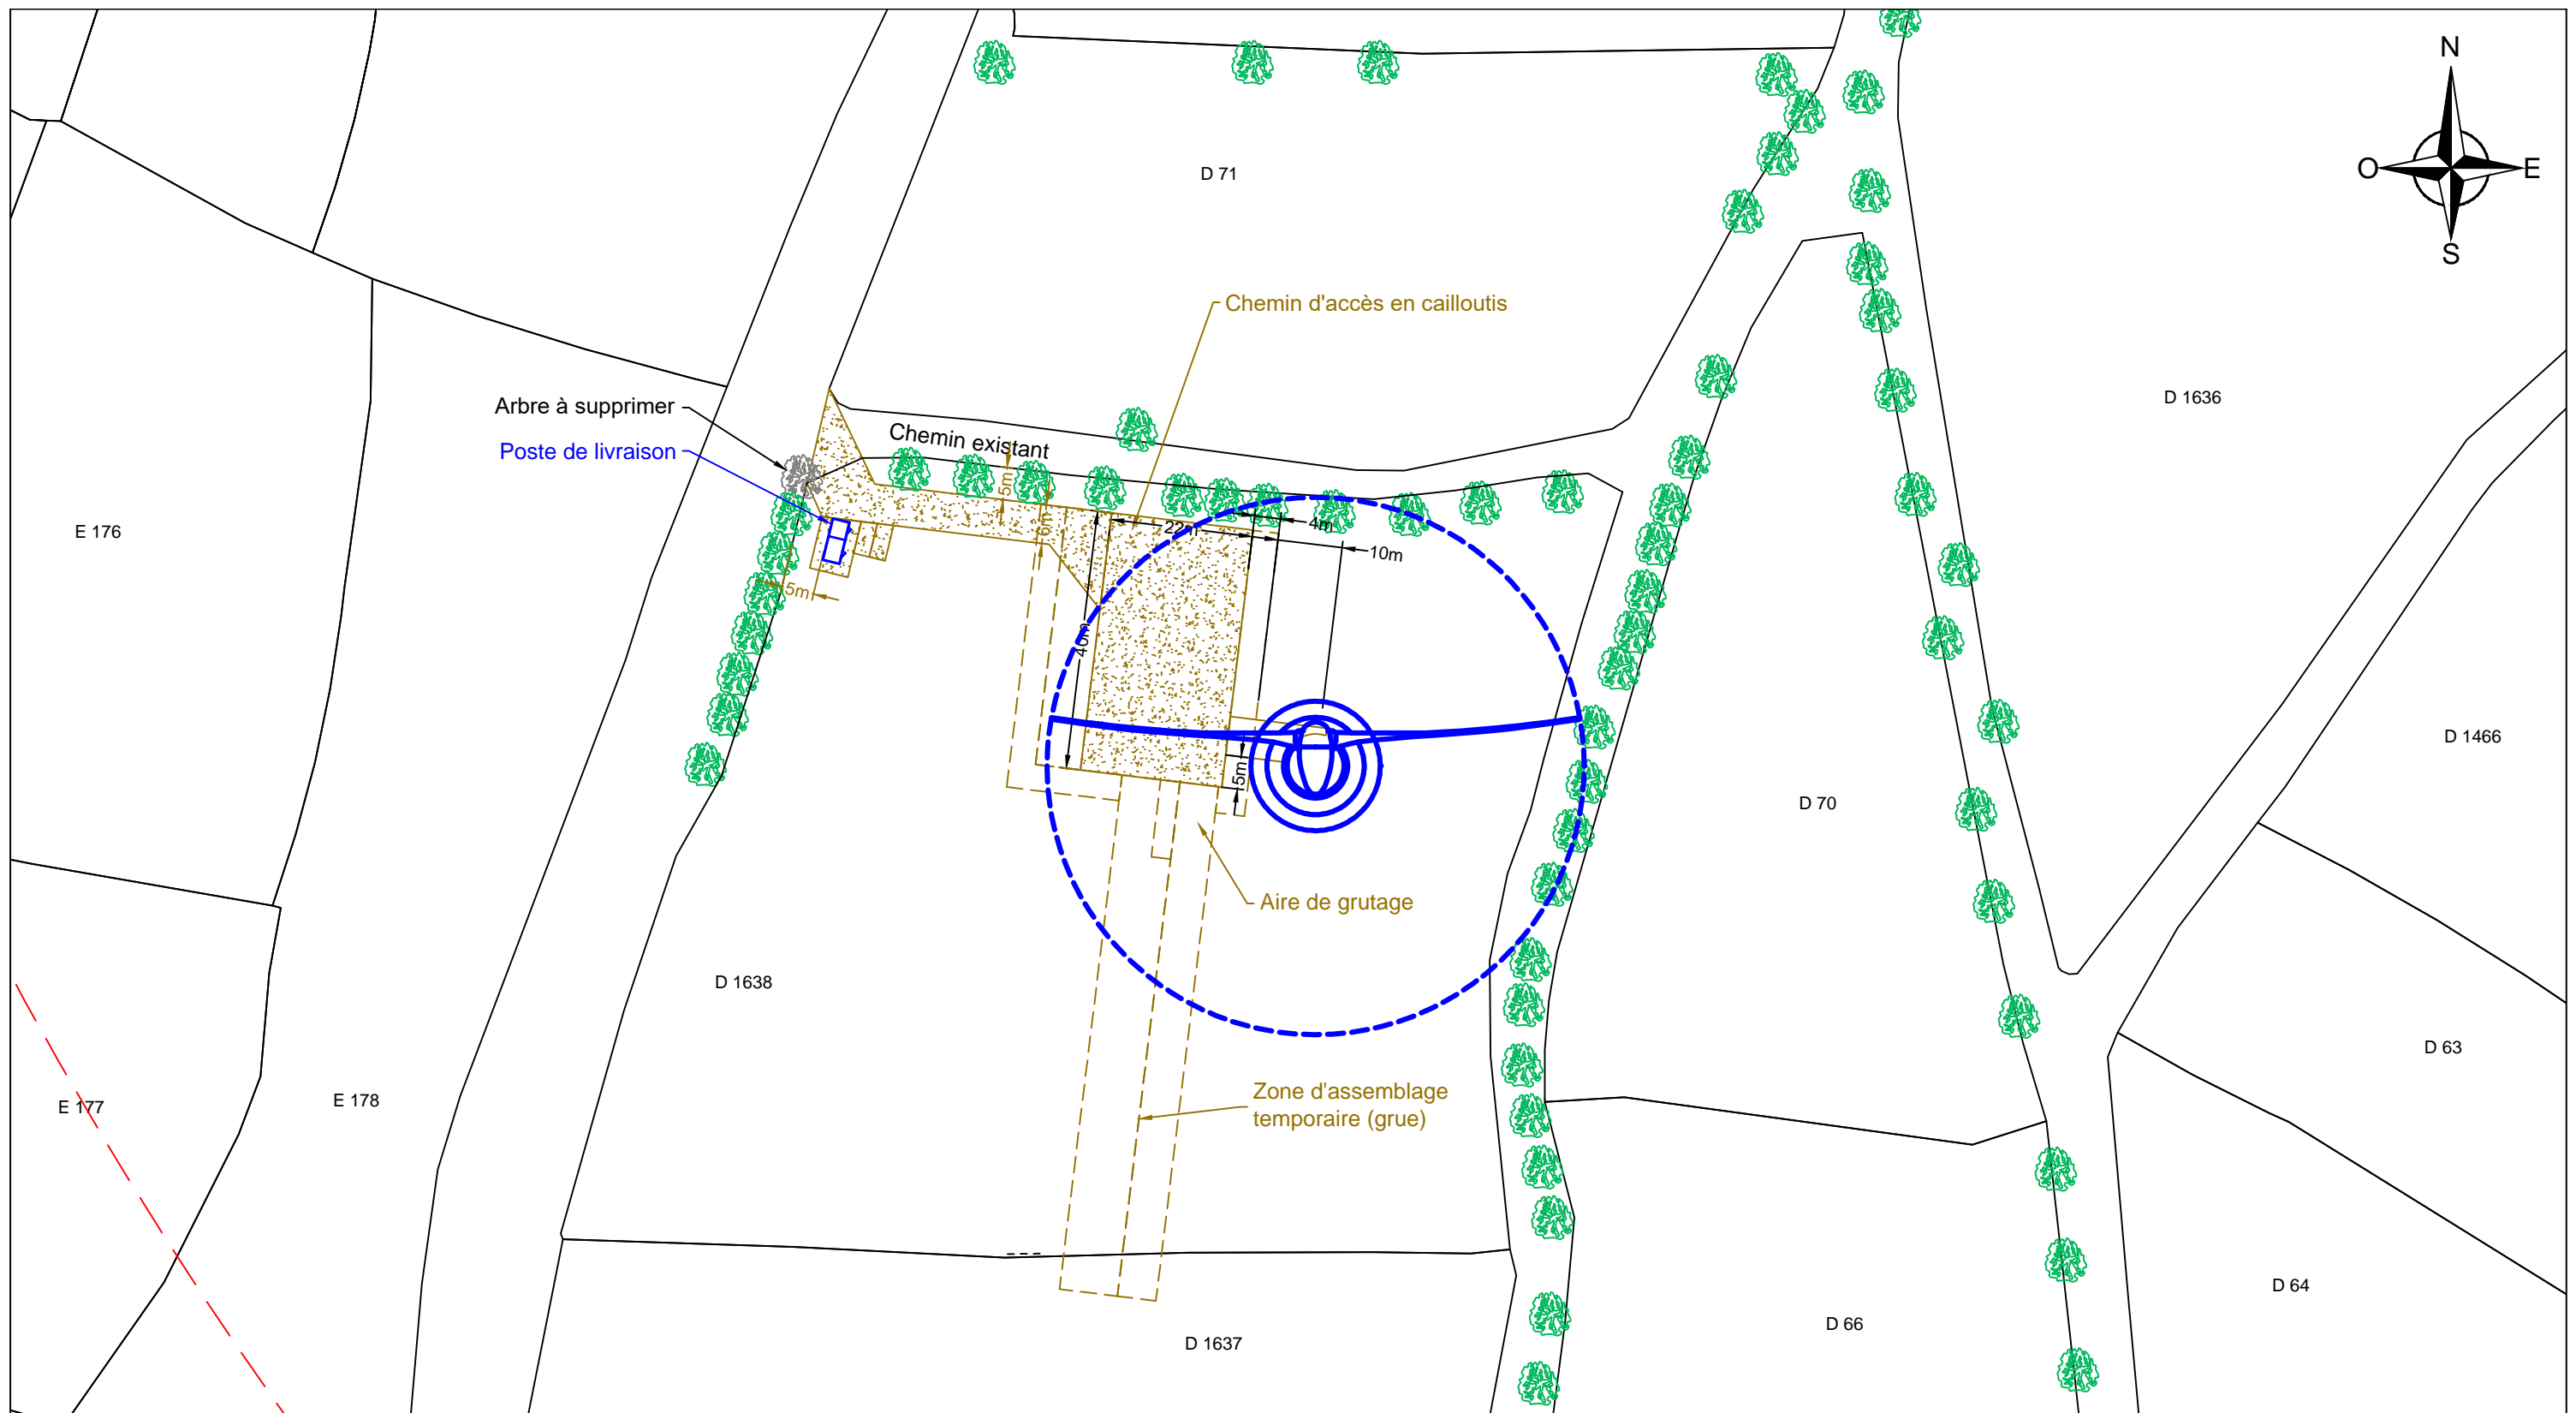 N
O
E
S
D 71
Chemin d'accès en cailloutis
Arbre à supprimer
Poste de livraison
Chemin existant
D 1636
E 176
5m
6m
22m
4m
10m
40m
5m
15m
D 1466
D 70
Aire de grutage
D 1638
D 63
E 177
E 178
Zone d'assemblage
temporaire (grue)
D 64
D 66
D 1637